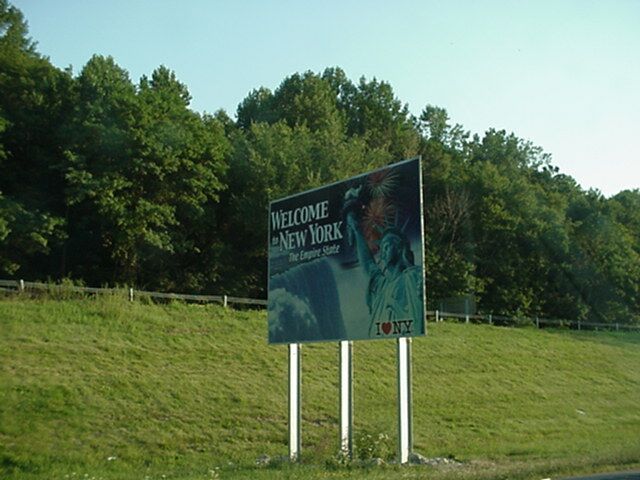 WELCOME
to NEW YORK
The Empire State
I ♥ NY